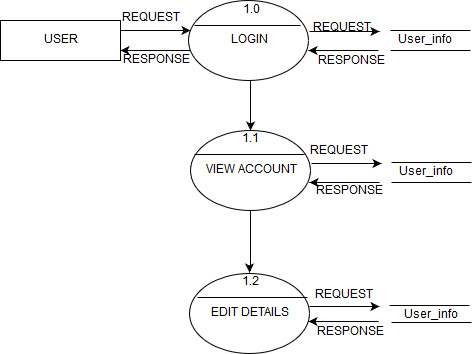 1.0
REQUEST
REQUEST
USER
LOGIN
User_info
RESPONSE
RESPONSE
1.1
REQUEST
VIEW ACCOUNT
User_info
RESPONSE
1.2
REQUEST
EDIT DETAILS
User_info
RESPONSE